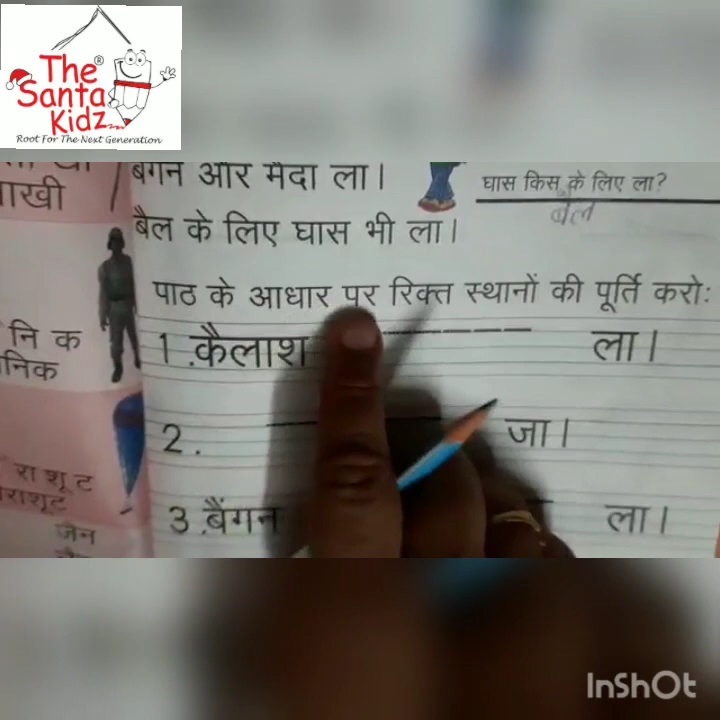 The
Santa
Kidz
Root For The Next Generation
ाखी
बैंगन और मैदा ला।
घास किस के लिए ला?
बैल
बैल के लिए घास भी ला।
पाठ के आधार पर रिक्त स्थानों की पूर्ति करो:
नि क
निक
1. कैलाश ला।
2. जा।
रा शू ट
राशूट
3. बैंगन ला।
जैन
InShOt